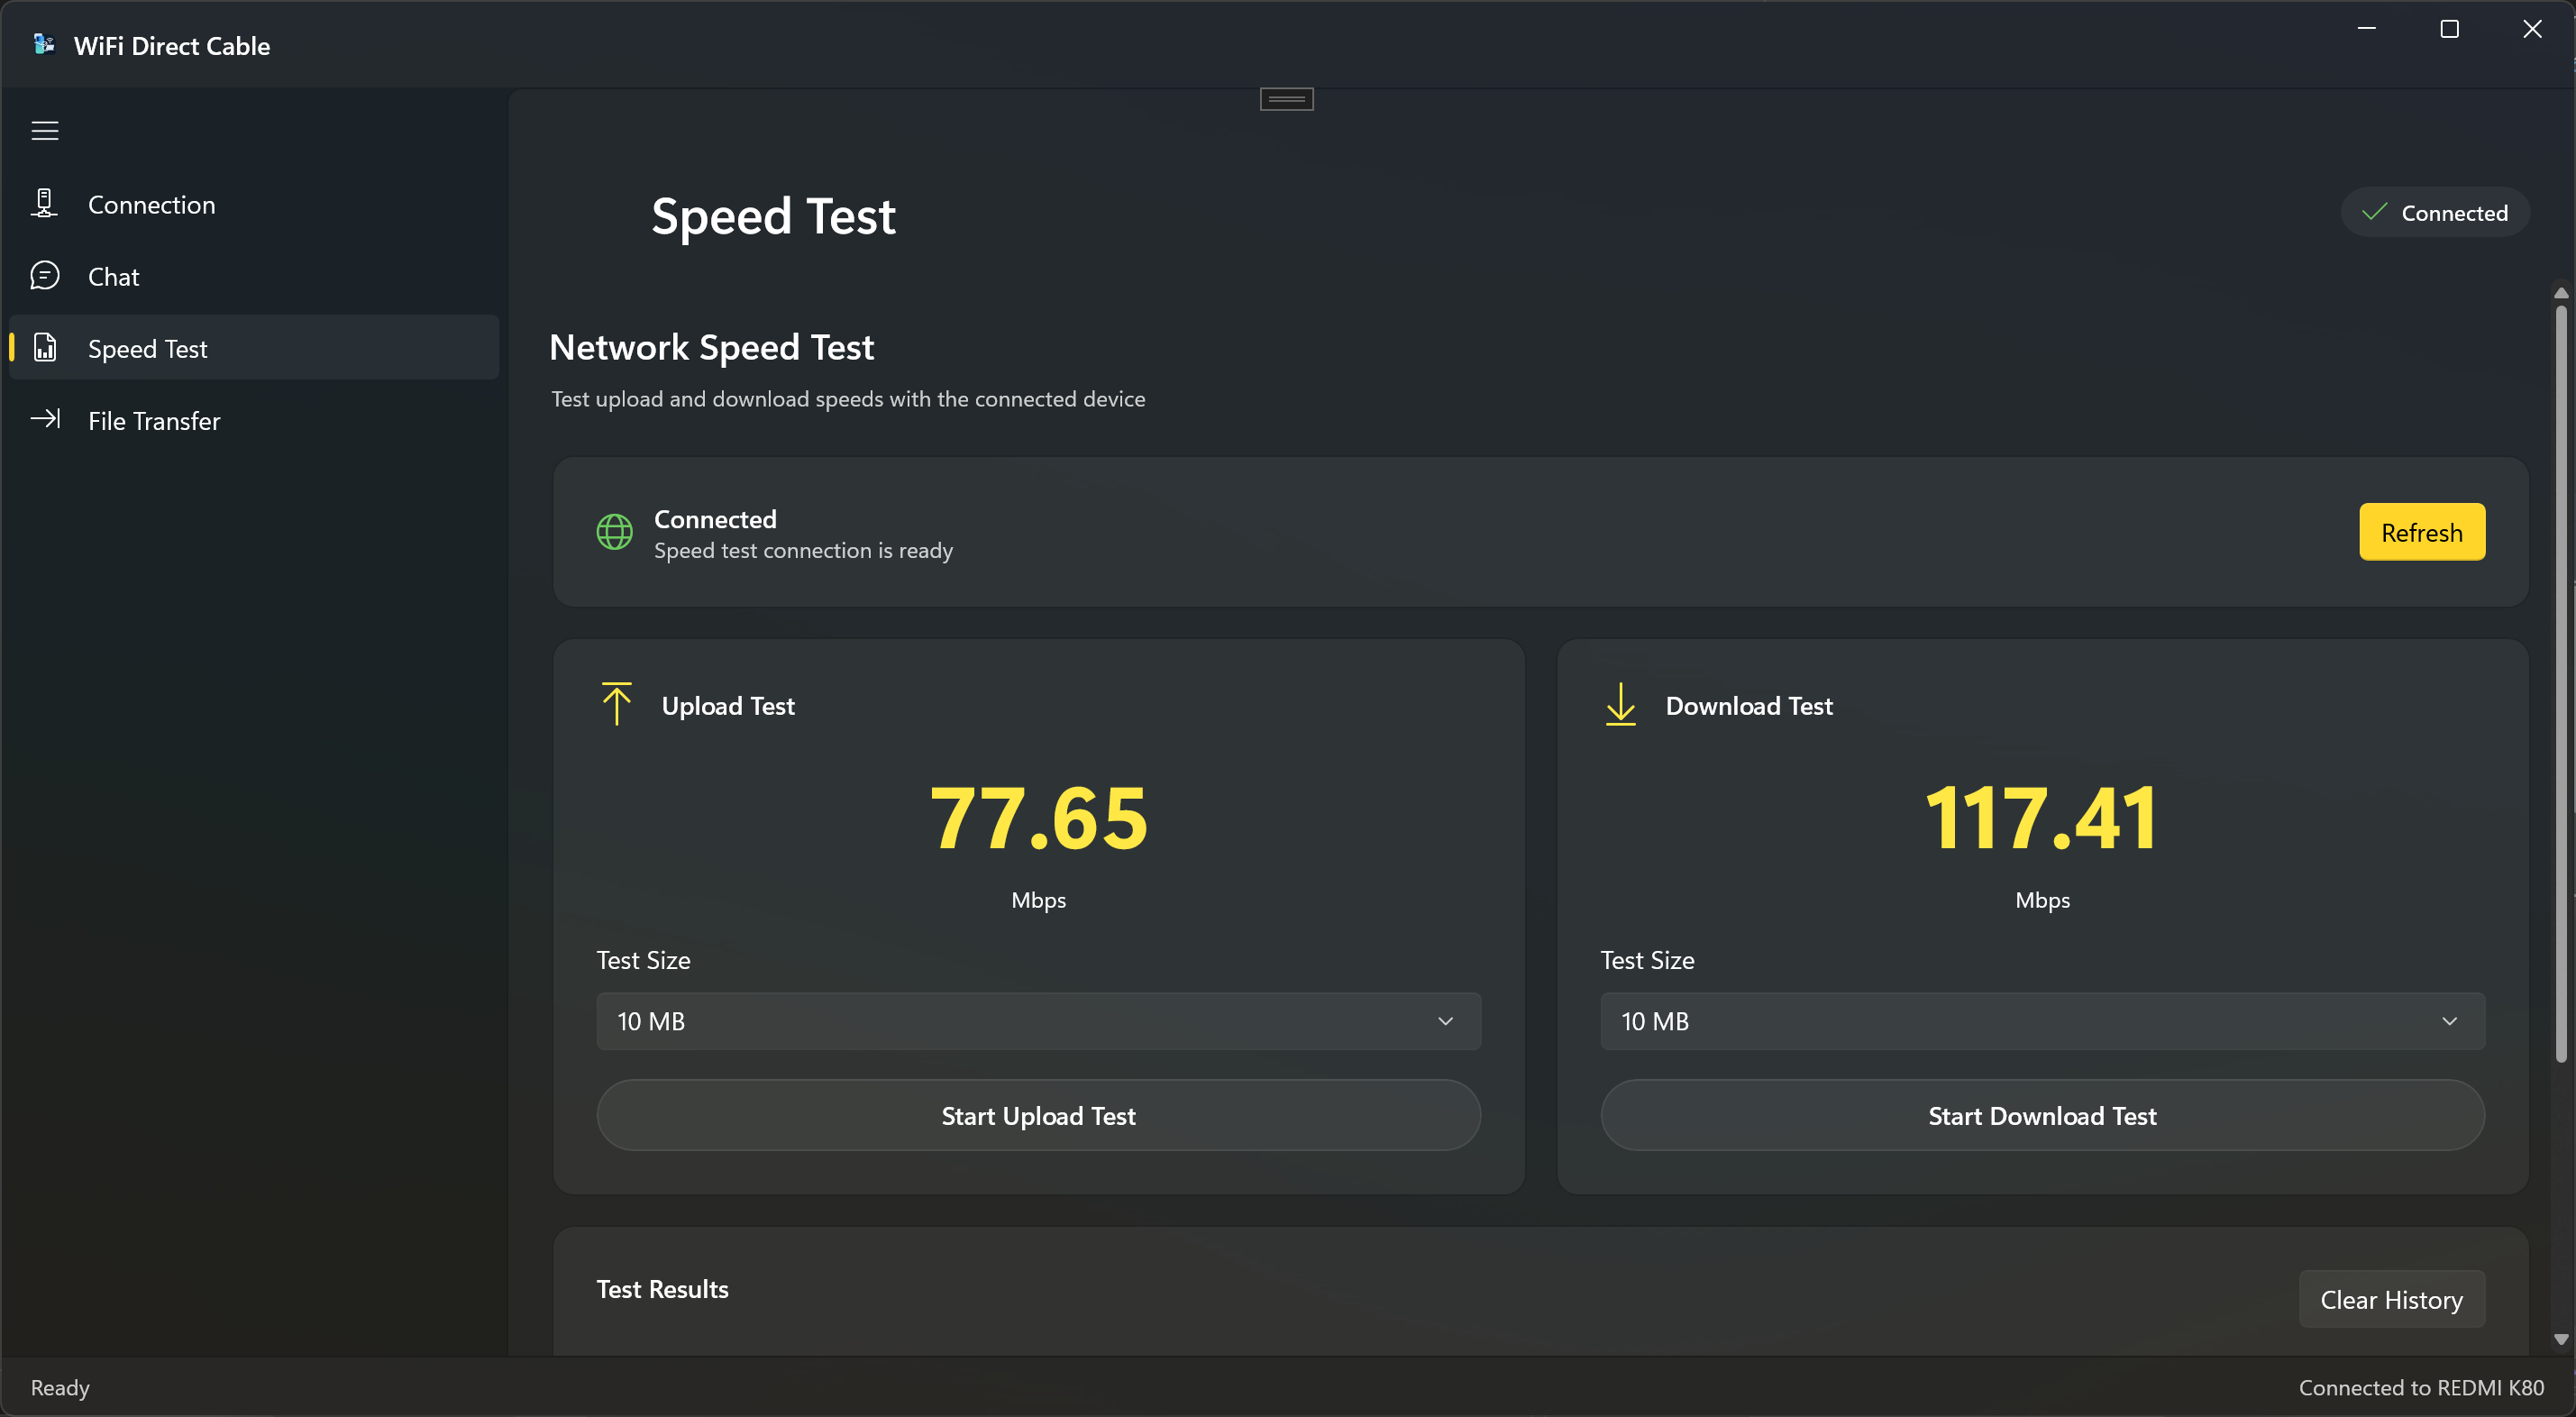 WiFi Direct Cable
Connection
Chat
Speed Test
File Transfer
Speed Test
Connected
Network Speed Test
Test upload and download speeds with the connected device
Connected
Speed test connection is ready
Refresh
Upload Test
77.65
Mbps
Test Size
10 MB
Start Upload Test
Download Test
117.41
Mbps
Test Size
10 MB
Start Download Test
Test Results
Clear History
Ready
Connected to REDMI K80